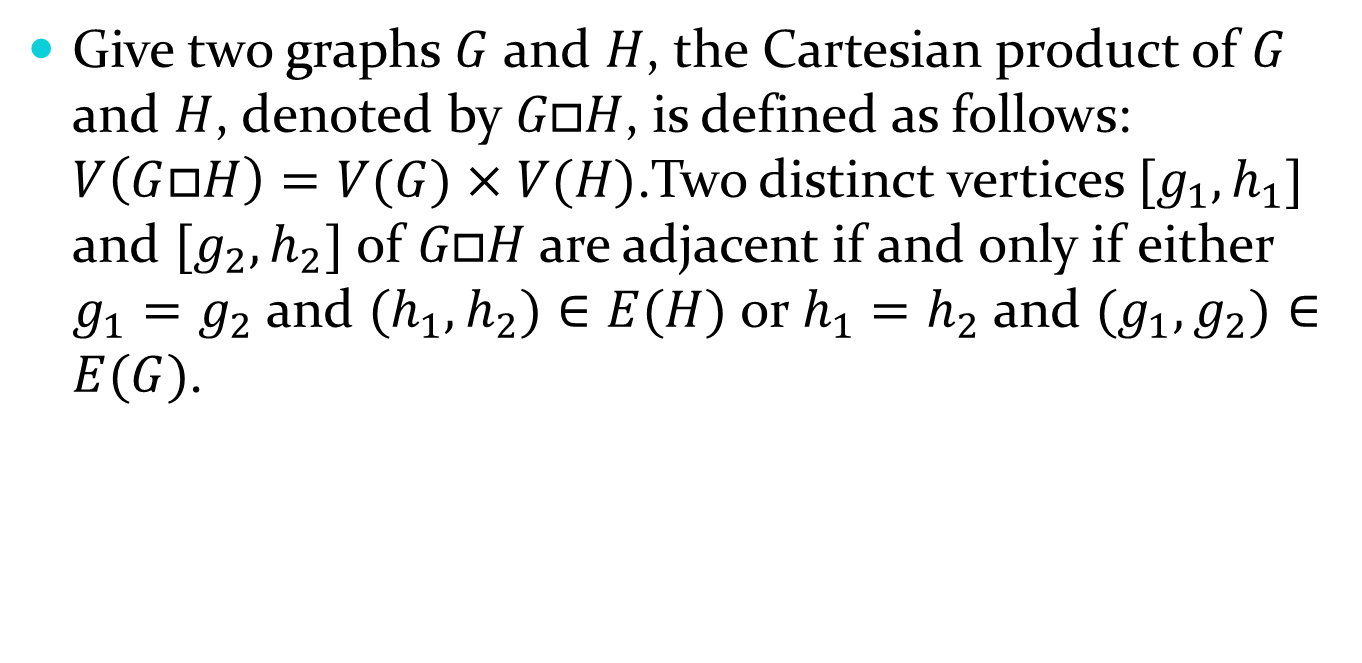 • Give two graphs G and H, the Cartesian product of G
and H, denoted by G□H, is defined as follows:
V(G□H) = V(G) × V(H).Two distinct vertices [g₁, h₁]
and [g₂, h₂] of G□H are adjacent if and only if either
g₁ = g₂ and (h₁, h₂) ∈ E(H) or h₁ = h₂ and (g₁, g₂) ∈
E(G).